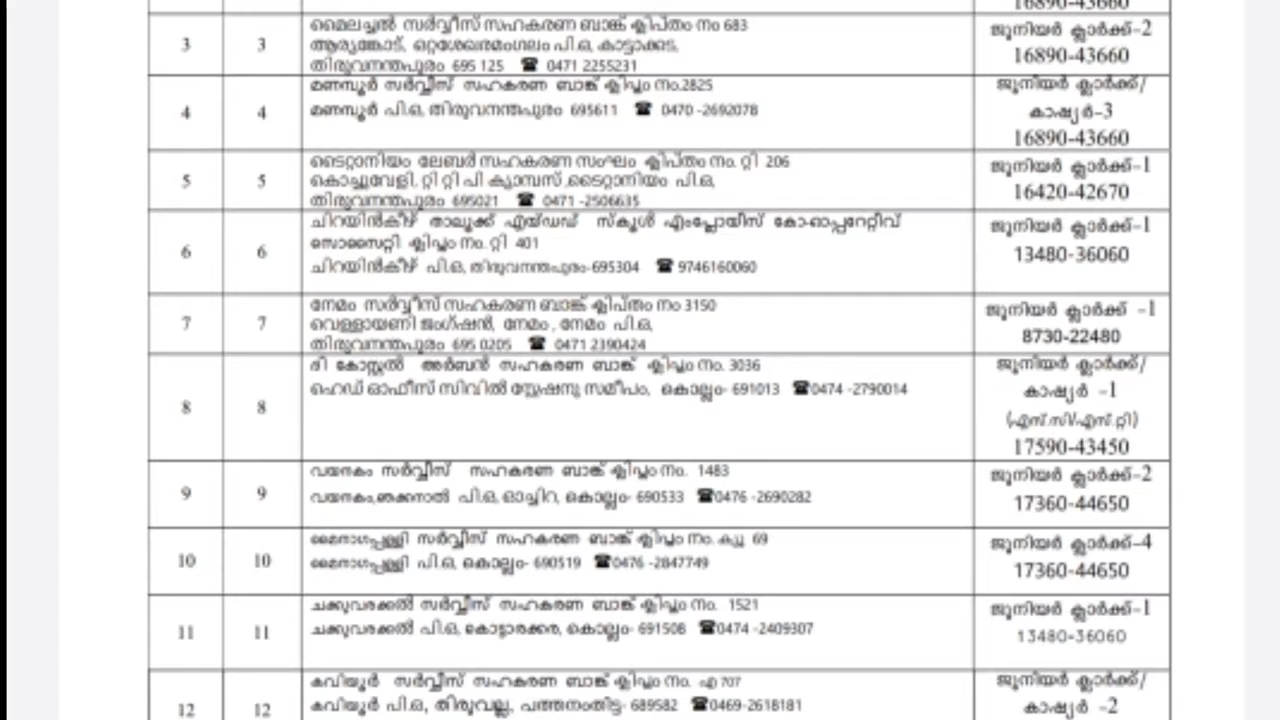 16890-43660
3 3 മൈലച്ചൽ സർവ്വീസ് സഹകരണ ബാങ്ക് ക്ലിപ്തം നം 683
ആര്യങ്കോട്, ഒറ്റശേഖരമംഗലം പി.ഒ, കാട്ടാക്കട,
തിരുവനന്തപുരം 695 125 ☎ 0471 2255231
ജൂനിയർ ക്ലാർക്ക്-2
16890-43660
4 4 മണമ്പൂർ സർവ്വീസ് സഹകരണ ബാങ്ക് ക്ലിപ്തം നം.2825
മണമ്പൂർ പി.ഒ, തിരുവനന്തപുരം 695611 ☎ 0470 -2692078
ജൂനിയർ ക്ലാർക്ക്/
കാഷ്യർ-3
16890-43660
5 5 ടൈറ്റാനിയം ലേബർ സഹകരണ സംഘം ക്ലിപ്തം നം. റ്റി 206
കൊച്ചുവേളി, റ്റി റ്റി പി ക്യാമ്പസ് ,ടൈറ്റാനിയം പി.ഒ,
തിരുവനന്തപുരം 695021 ☎ 0471 -2506635
ജൂനിയർ ക്ലാർക്ക്-1
16420-42670
6 6 ചിറയിൻകീഴ് താലൂക്ക് എയ്ഡഡ് സ്കൂൾ എംപ്ലോയീസ് കോ-ഓപ്പറേറ്റീവ്
സൊസൈറ്റി ക്ലിപ്തം നം. റ്റി 401
ചിറയിൻകീഴ് പി.ഒ, തിരുവനന്തപുരം-695304 ☎ 9746160060
ജൂനിയർ ക്ലാർക്ക്-1
13480-36060
7 7 നേമം സർവ്വീസ് സഹകരണ ബാങ്ക് ക്ലിപ്തം നം 3150
വെള്ളായണി ജംഗ്ഷൻ, നേമം , നേമം പി.ഒ,
തിരുവനന്തപുരം 695 0205 ☎ 0471 2390424
ജൂനിയർ ക്ലാർക്ക് -1
8730-22480
8 8 ദി കോസ്റ്റൽ അർബൻ സഹകരണ ബാങ്ക് ക്ലിപ്തം നം. 3036
ഹെഡ് ഓഫീസ് സിവിൽ സ്റ്റേഷനു സമീപം, കൊല്ലം- 691013 ☎0474 -2790014
ജൂനിയർ ക്ലാർക്ക്/
കാഷ്യർ -1
(എസ്.സി/എസ്.റ്റി)
17590-43450
9 9 വയനകം സർവ്വീസ് സഹകരണ ബാങ്ക് ക്ലിപ്തം നം. 1483
വയനകം,ഞക്കനാൽ പി.ഒ, ഓച്ചിറ, കൊല്ലം- 690533 ☎0476 -2690282
ജൂനിയർ ക്ലാർക്ക്-2
17360-44650
10 10 മൈനാഗപ്പള്ളി സർവ്വീസ് സഹകരണ ബാങ്ക് ക്ലിപ്തം നം. ക്യു 69
മൈനാഗപ്പള്ളി പി.ഒ, കൊല്ലം- 690519 ☎0476 -2847749
ജൂനിയർ ക്ലാർക്ക്-4
17360-44650
11 11 ചക്കുവരക്കൽ സർവ്വീസ് സഹകരണ ബാങ്ക് ക്ലിപ്തം നം. 1521
ചക്കുവരക്കൽ പി.ഒ, കൊട്ടാരക്കര, കൊല്ലം- 691508 ☎0474 -2409307
ജൂനിയർ ക്ലാർക്ക്-1
13480-36060
12 12 കവിയൂർ സർവ്വീസ് സഹകരണ ബാങ്ക് ക്ലിപ്തം നം. എ 707
കവിയൂർ പി.ഒ, തിരുവല്ല, പത്തനംതിട്ട- 689582 ☎0469-2618181
ജൂനിയർ ക്ലാർക്ക്/
കാഷ്യർ -2